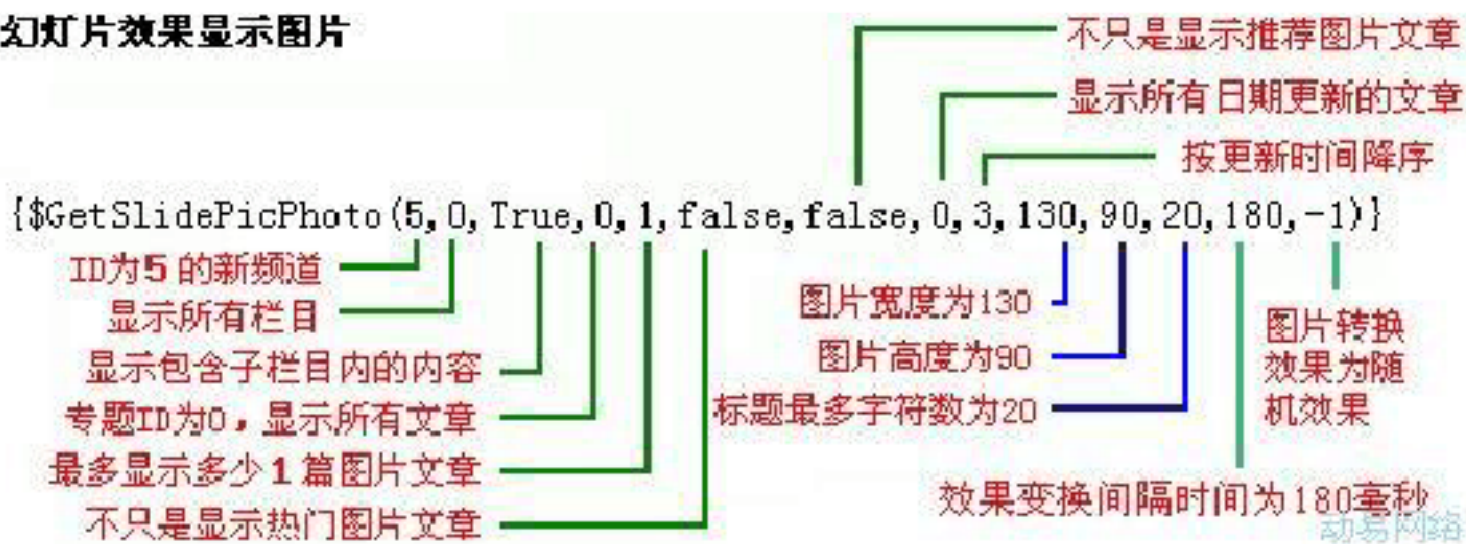 幻灯片效果显示图片
不只是显示推荐图片文章
显示所有日期更新的文章
按更新时间降序
{$GetSlidePicPhoto(5,0,True,0,1,false,false,0,3,130,90,20,180,-1)}
ID为5 的新频道
显示所有栏目
显示包含子栏目内的内容
专题ID为0，显示所有文章
最多显示多少1篇图片文章
不只是显示热门图片文章
图片宽度为130
图片高度为90
标题最多字符数为20
图片转换
效果为随
机效果
效果变换间隔时间为180毫秒
动易网络